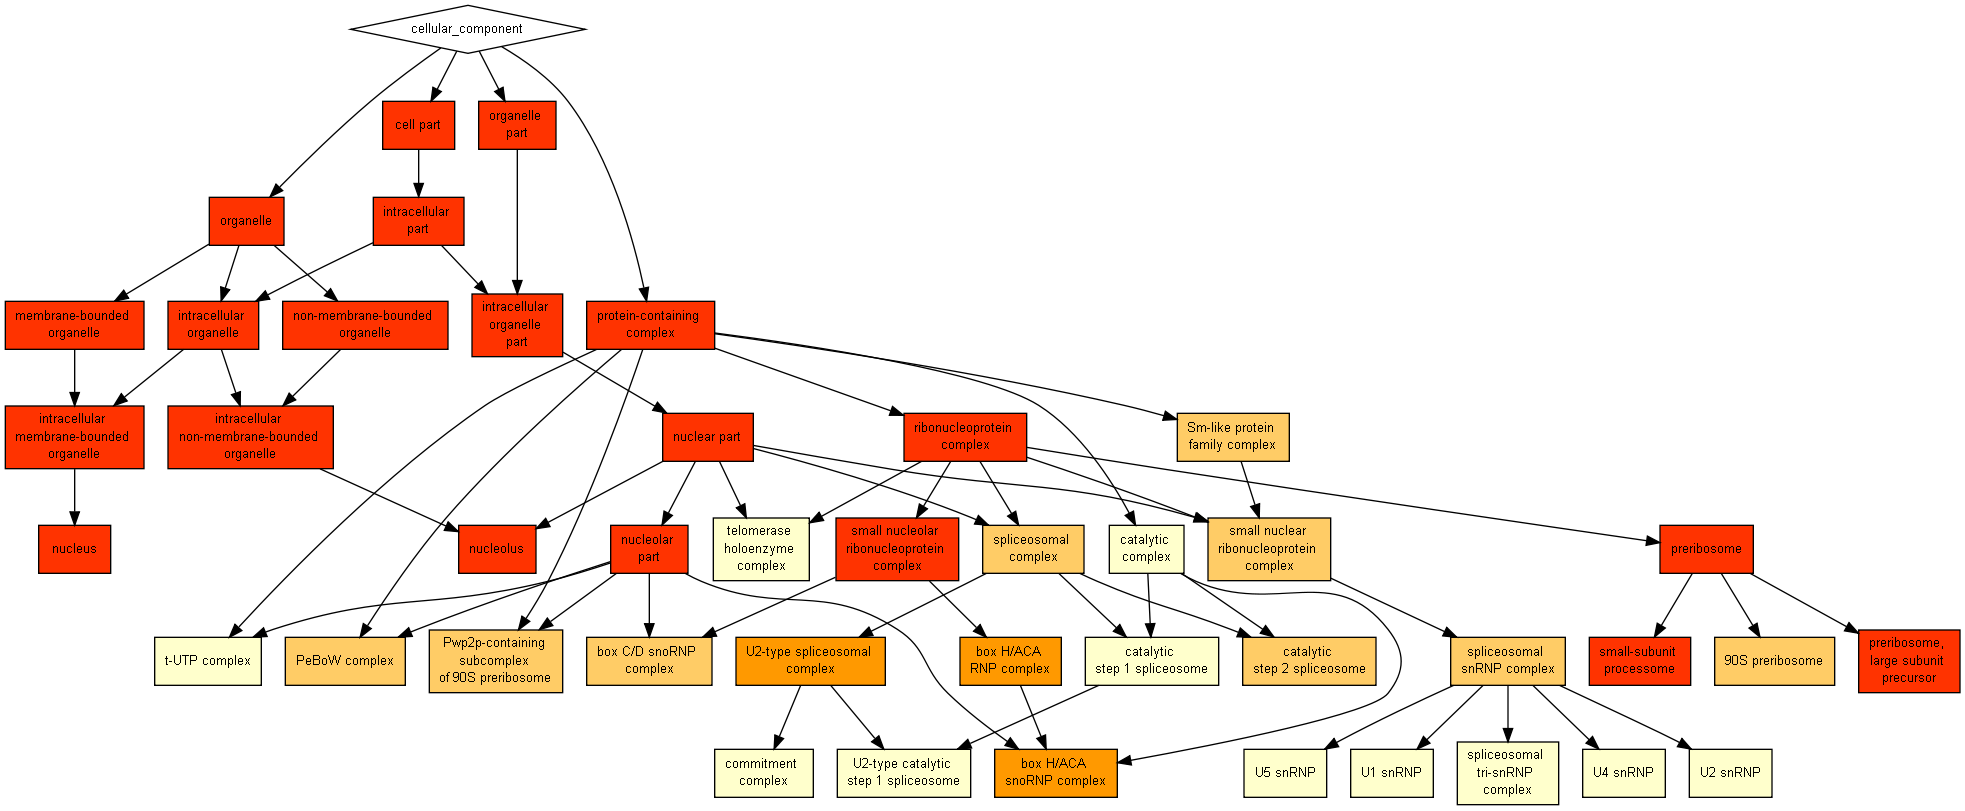 cellular_component
cell part
organelle
part
organelle
intracellular
part
membrane-bounded
organelle
intracellular
organelle
non-membrane-bounded
organelle
intracellular
organelle
part
protein-containing
complex
intracellular
membrane-bounded
organelle
intracellular
non-membrane-bounded
organelle
nuclear part
ribonucleoprotein
complex
Sm-like protein
family complex
nucleus
nucleolus
nucleolar
part
telomerase
holoenzyme
complex
small nucleolar
ribonucleoprotein
complex
spliceosomal
complex
catalytic
complex
small nuclear
ribonucleoprotein
complex
preribosome
t-UTP complex
PeBoW complex
Pwp2p-containing
subcomplex
of 90S preribosome
box C/D snoRNP
complex
U2-type spliceosomal
complex
box H/ACA
RNP complex
catalytic
step 1 spliceosome
catalytic
step 2 spliceosome
spliceosomal
snRNP complex
small-subunit
processome
90S preribosome
preribosome,
large subunit
precursor
commitment
complex
U2-type catalytic
step 1 spliceosome
box H/ACA
snoRNP complex
U5 snRNP
U1 snRNP
spliceosomal
tri-snRNP
complex
U4 snRNP
U2 snRNP